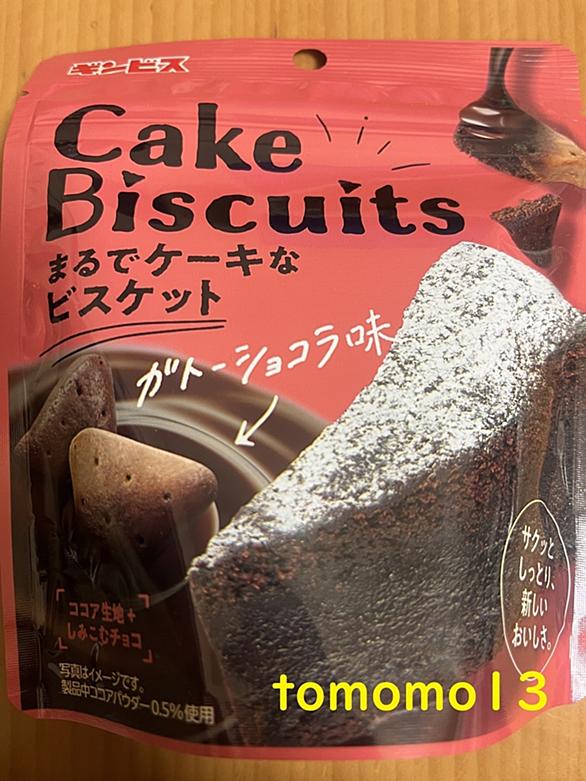 ギンビス
Cake
Biscuits
まるでケーキな
ビスケット
ガトーショコラ味
サクッと
しっとり、
新しい
おいしさ。
ココア生地+
しみこむチョコ
写真はイメージです。
製品中ココアパウダー0.5%使用
tomomo13